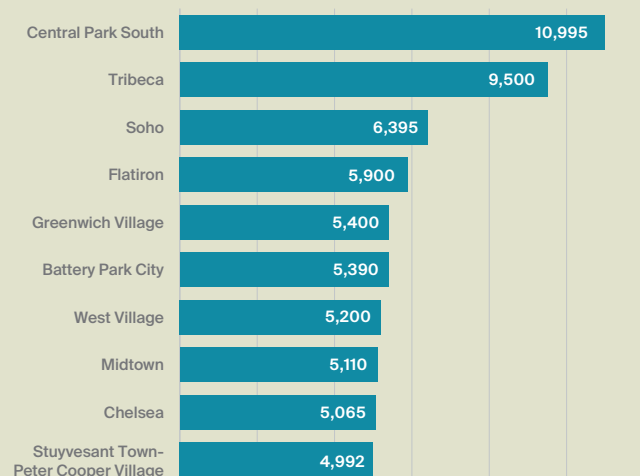 Central Park South 10,995
Tribeca 9,500
Soho 6,395
Flatiron 5,900
Greenwich Village 5,400
Battery Park City 5,390
West Village 5,200
Midtown 5,110
Chelsea 5,065
Stuyvesant Town-
Peter Cooper Village 4,992